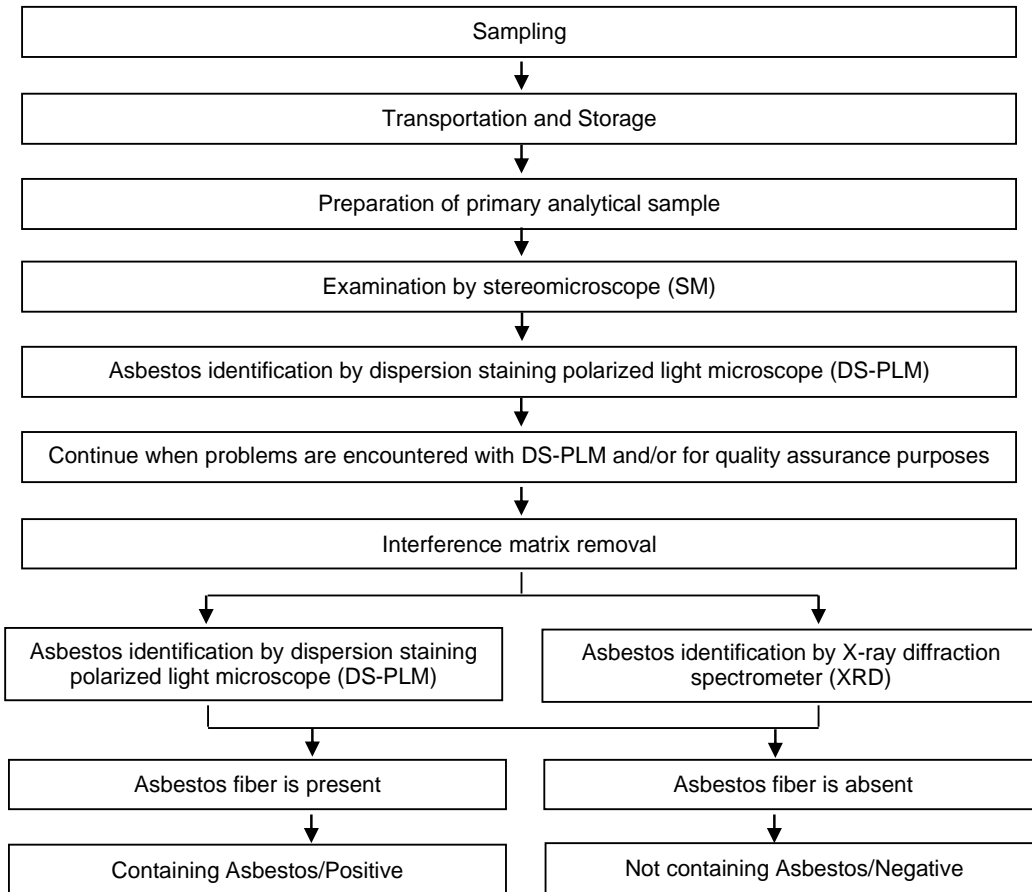 Sampling
Transportation and Storage
Preparation of primary analytical sample
Examination by stereomicroscope (SM)
Asbestos identification by dispersion staining polarized light microscope (DS-PLM)
Continue when problems are encountered with DS-PLM and/or for quality assurance purposes
Interference matrix removal
Asbestos identification by dispersion staining
polarized light microscope (DS-PLM)
Asbestos identification by X-ray diffraction
spectrometer (XRD)
Asbestos fiber is present
Asbestos fiber is absent
Containing Asbestos/Positive
Not containing Asbestos/Negative